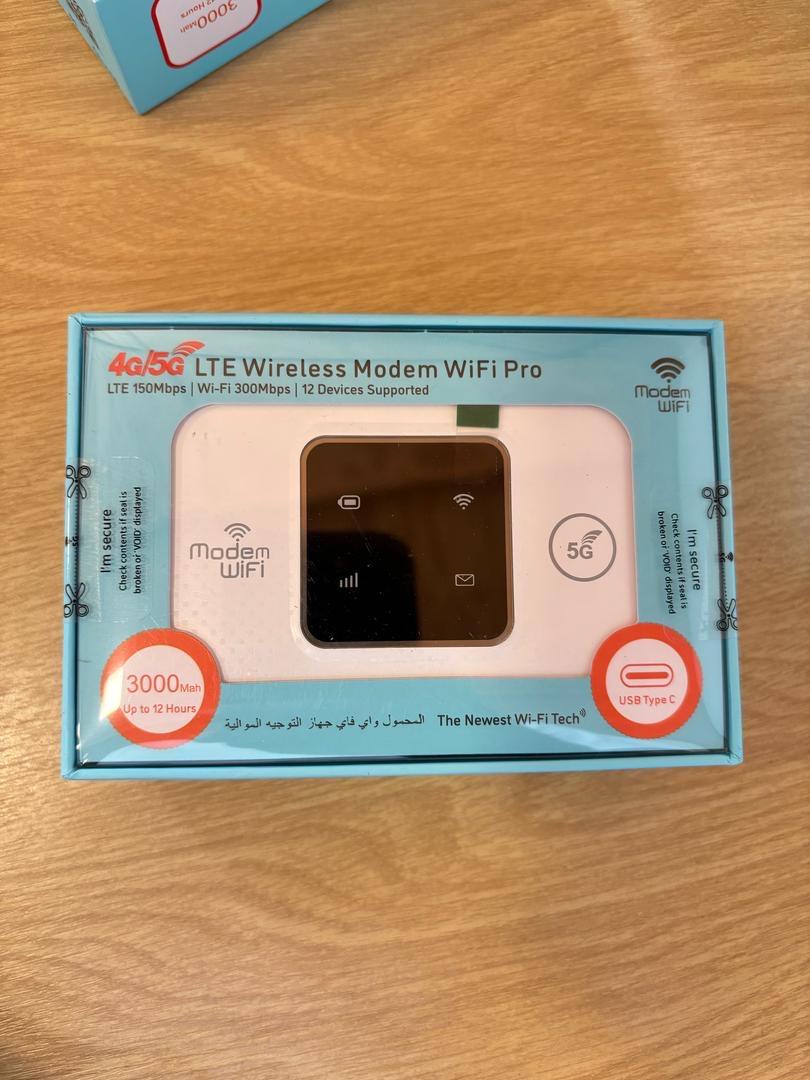 3000Mah
12 Hours
4G/5G LTE Wireless Modem WiFi Pro
LTE 150Mbps | Wi-Fi 300Mbps | 12 Devices Supported
Modem
WiFi
I'm secure
Check contents if seal is
broken or 'VOID' displayed
5G
Modem
WiFi
5G
I'm secure
Check contents if seal is
broken or 'VOID' displayed
5G
3000Mah
Up to 12 Hours
USB Type C
المحمول واي فاي جهاز التوجيه الموالية The Newest Wi-Fi Tech